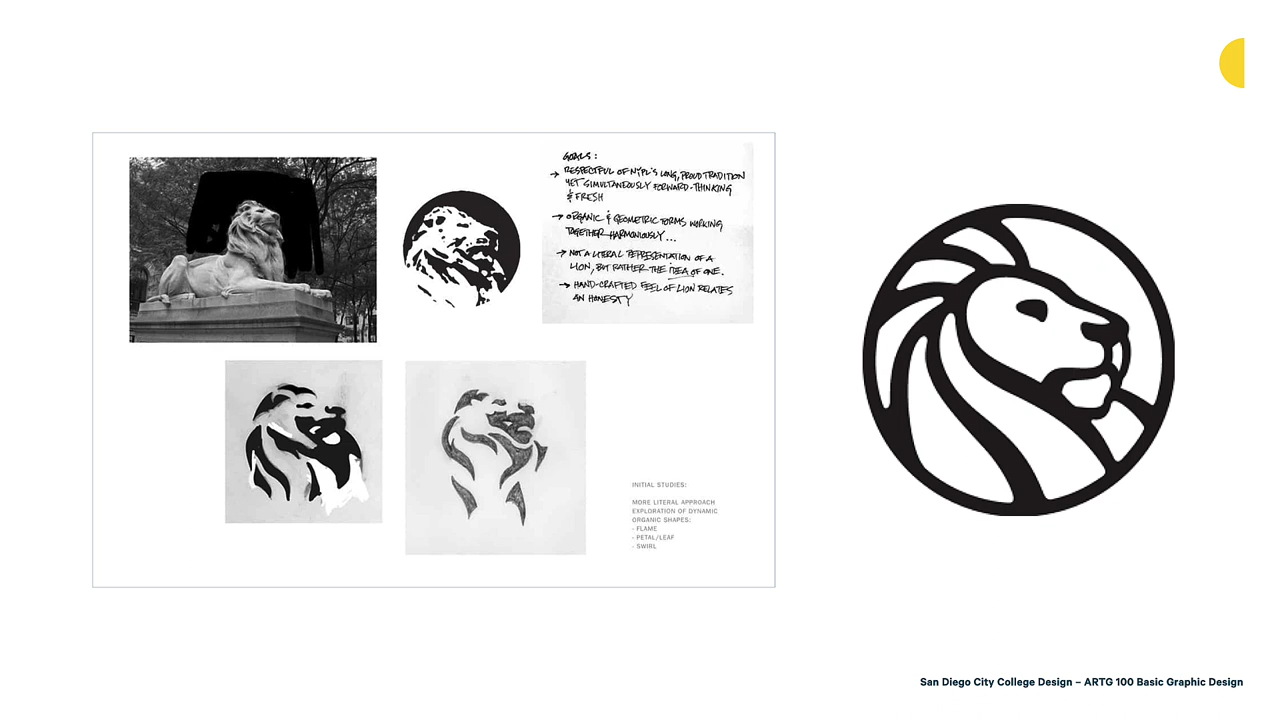 GOALS:
→ RESPECTFUL OF NYPL'S LONG, PROUD TRADITION
YET SIMULTANEOUSLY FORWARD-THINKING
& FRESH
→ ORGANIC & GEOMETRIC FORMS WORKING
TOGETHER HARMONIOUSLY...
→ NOT A LITERAL REPRESENTATION OF A
LION, BUT RATHER THE IDEA OF ONE.
→ HAND-CRAFTED FEEL OF LION RELATES
AN HONESTY
INITIAL STUDIES:
MORE LITERAL APPROACH
EXPLORATION OF DYNAMIC
ORGANIC SHAPES:
- FLAME
- PETAL/LEAF
- SWIRL
San Diego City College Design – ARTG 100 Basic Graphic Design